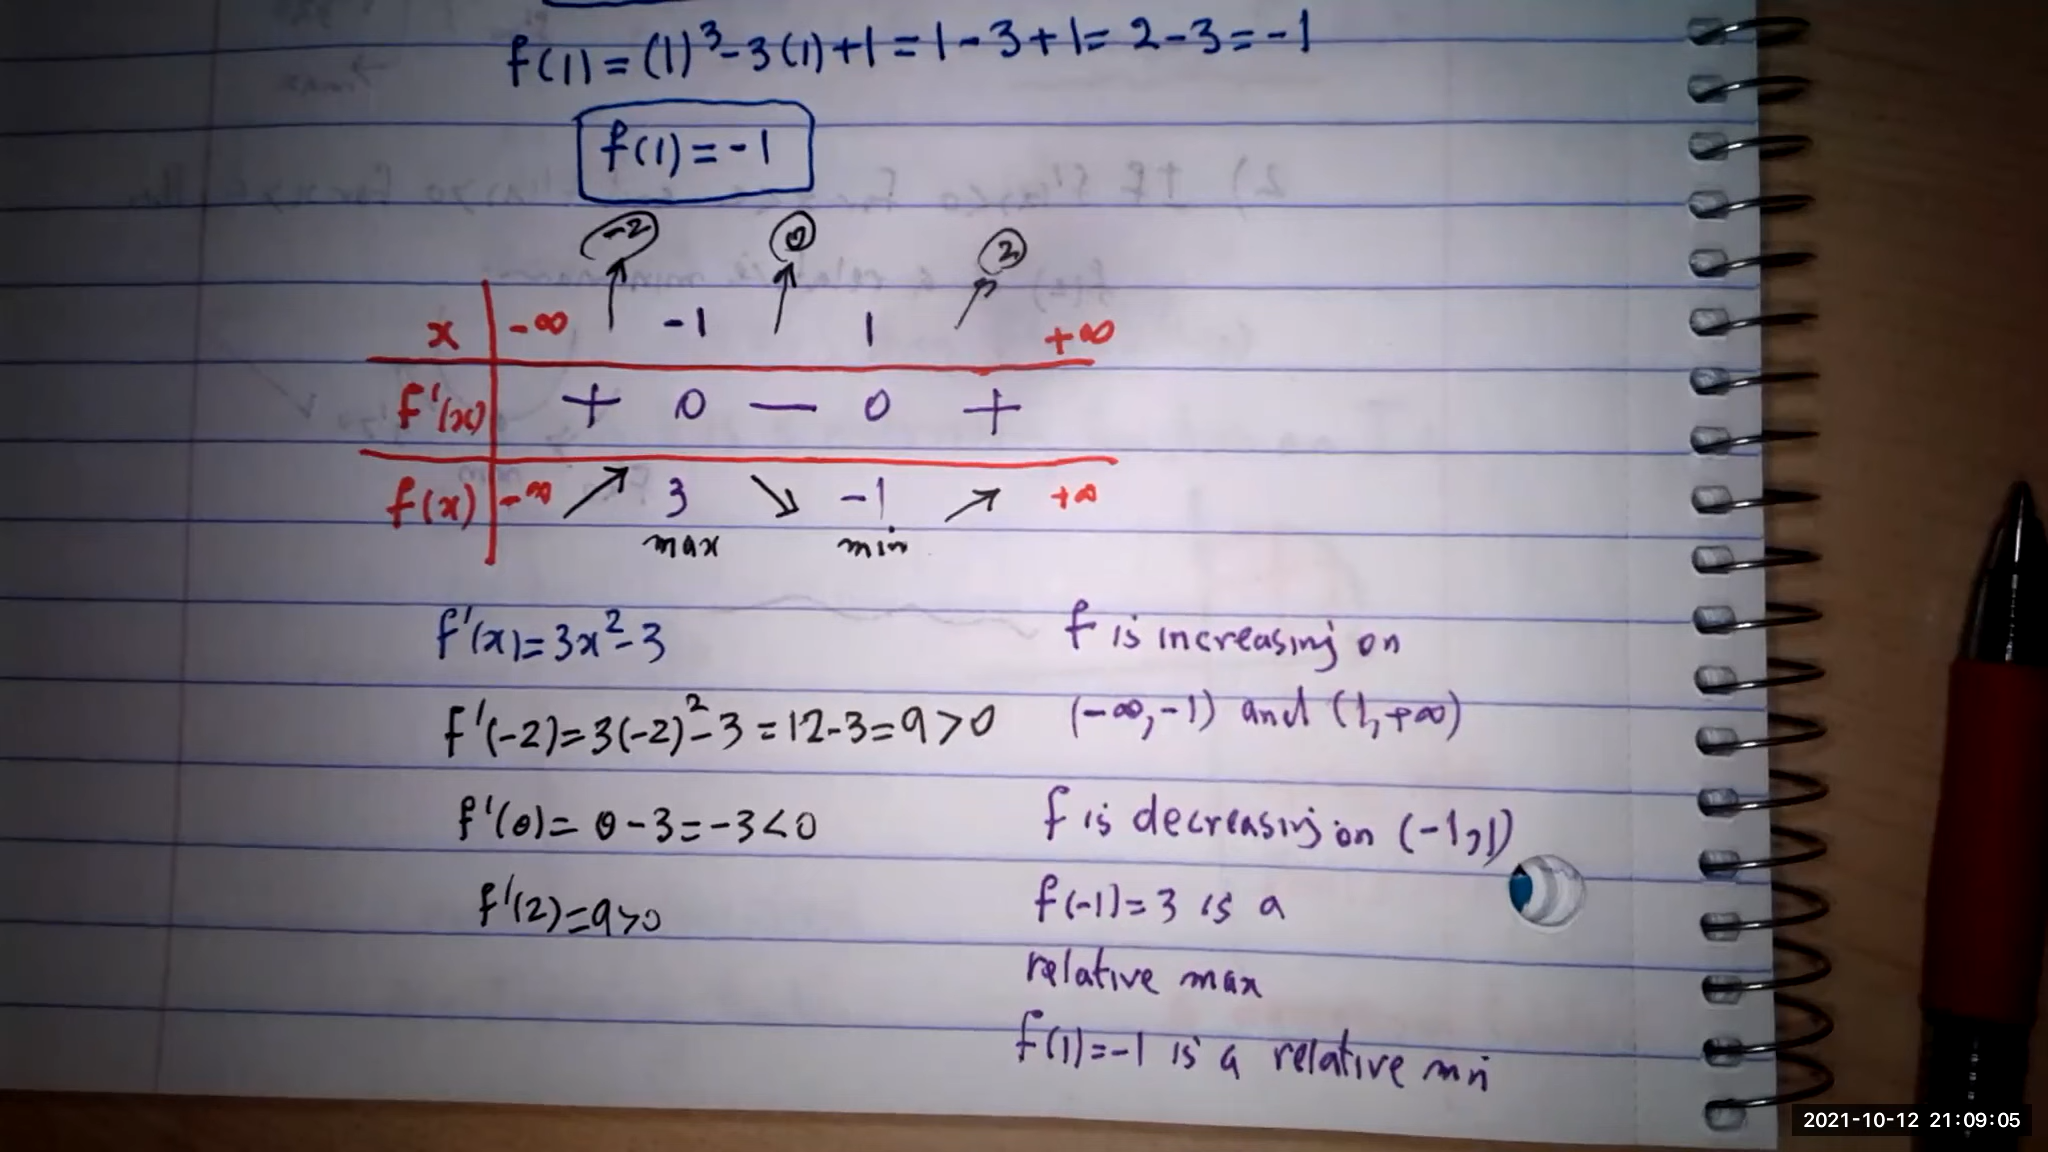 f(1) = (1)³-3(1)+1 = 1-3+1 = 2-3 = -1
f(1) = -1
-2 0 2
x -∞ -1 1 +∞
f'(x) + 0 — 0 +
f(x) -∞ ↗ 3 ↘ -1 ↗ +∞
max min
f'(x) = 3x²-3
f'(-2) = 3(-2)²-3 = 12-3 = 9 > 0
f'(0) = 0-3 = -3 < 0
f'(2) = 9 > 0
f is increasing on
(-∞,-1) and (1,+∞)
f is decreasing on (-1,1)
f(-1) = 3 is a
relative max
f(1) = -1 is a relative min
2021-10-12 21:09:05